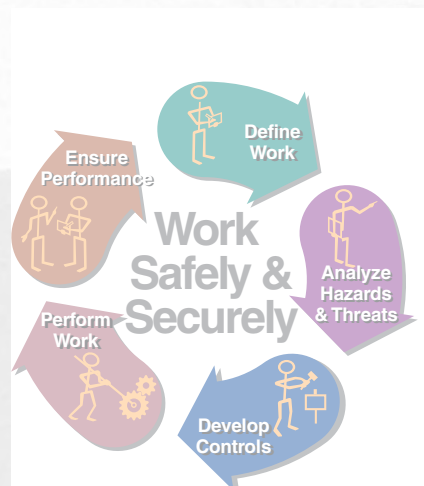 Define
Work
Analyze
Hazards
& Threats
Develop
Controls
Perform
Work
Ensure
Performance
Work
Safely &
Securely